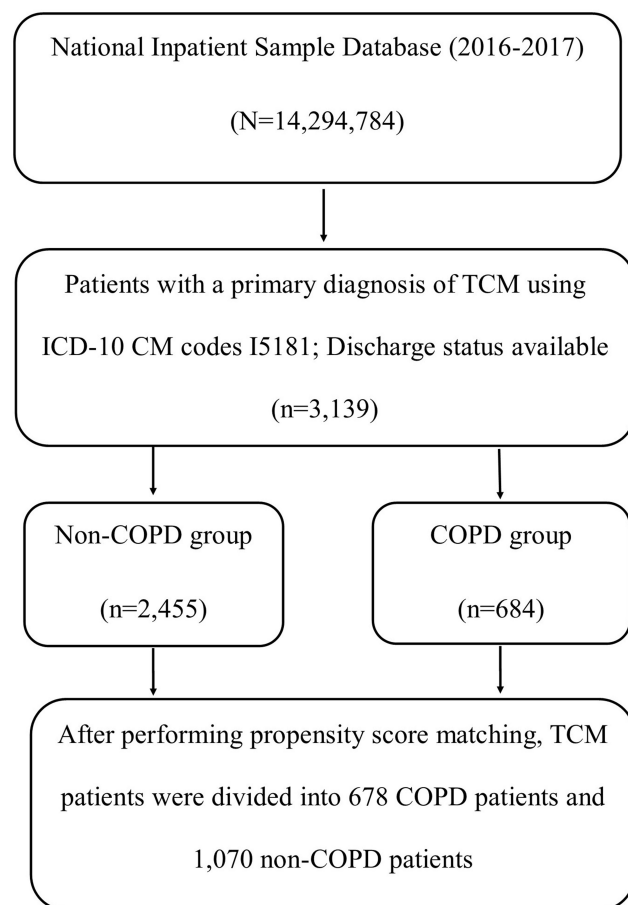 National Inpatient Sample Database (2016-2017)
(N=14,294,784)
Patients with a primary diagnosis of TCM using
ICD-10 CM codes I5181; Discharge status available
(n=3,139)
Non-COPD group
(n=2,455)
COPD group
(n=684)
After performing propensity score matching, TCM
patients were divided into 678 COPD patients and
1,070 non-COPD patients